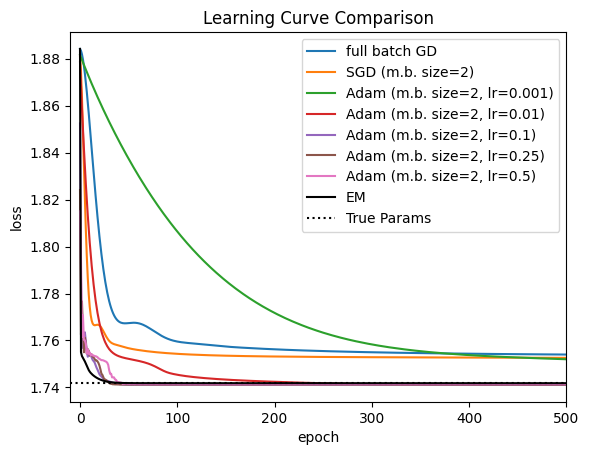 Learning Curve Comparison
full batch GD
SGD (m.b. size=2)
Adam (m.b. size=2, lr=0.001)
Adam (m.b. size=2, lr=0.01)
Adam (m.b. size=2, lr=0.1)
Adam (m.b. size=2, lr=0.25)
Adam (m.b. size=2, lr=0.5)
EM
True Params
1.88
1.86
1.84
1.82
1.80
1.78
1.76
1.74
loss
0
100
200
300
400
500
epoch